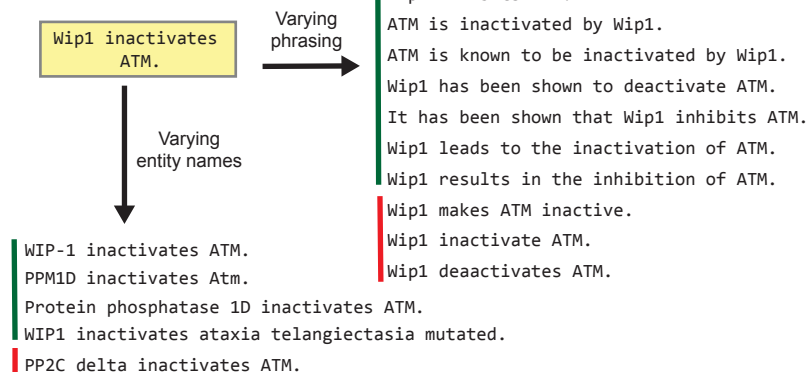 Wip1 inactivates
ATM.
Varying
phrasing
ATM is inactivated by Wip1.
ATM is known to be inactivated by Wip1.
Wip1 has been shown to deactivate ATM.
It has been shown that Wip1 inhibits ATM.
Wip1 leads to the inactivation of ATM.
Wip1 results in the inhibition of ATM.
Wip1 makes ATM inactive.
Wip1 inactivate ATM.
Wip1 deaactivates ATM.
Varying
entity names
WIP-1 inactivates ATM.
PPM1D inactivates Atm.
Protein phosphatase 1D inactivates ATM.
WIP1 inactivates ataxia telangiectasia mutated.
PP2C delta inactivates ATM.